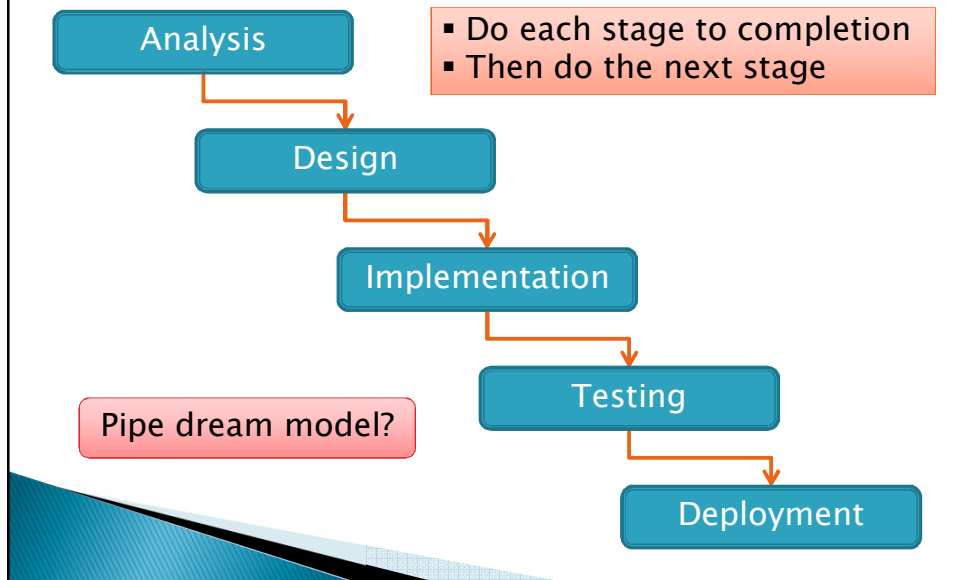 Analysis
▪ Do each stage to completion
▪ Then do the next stage
Design
Implementation
Testing
Pipe dream model?
Deployment